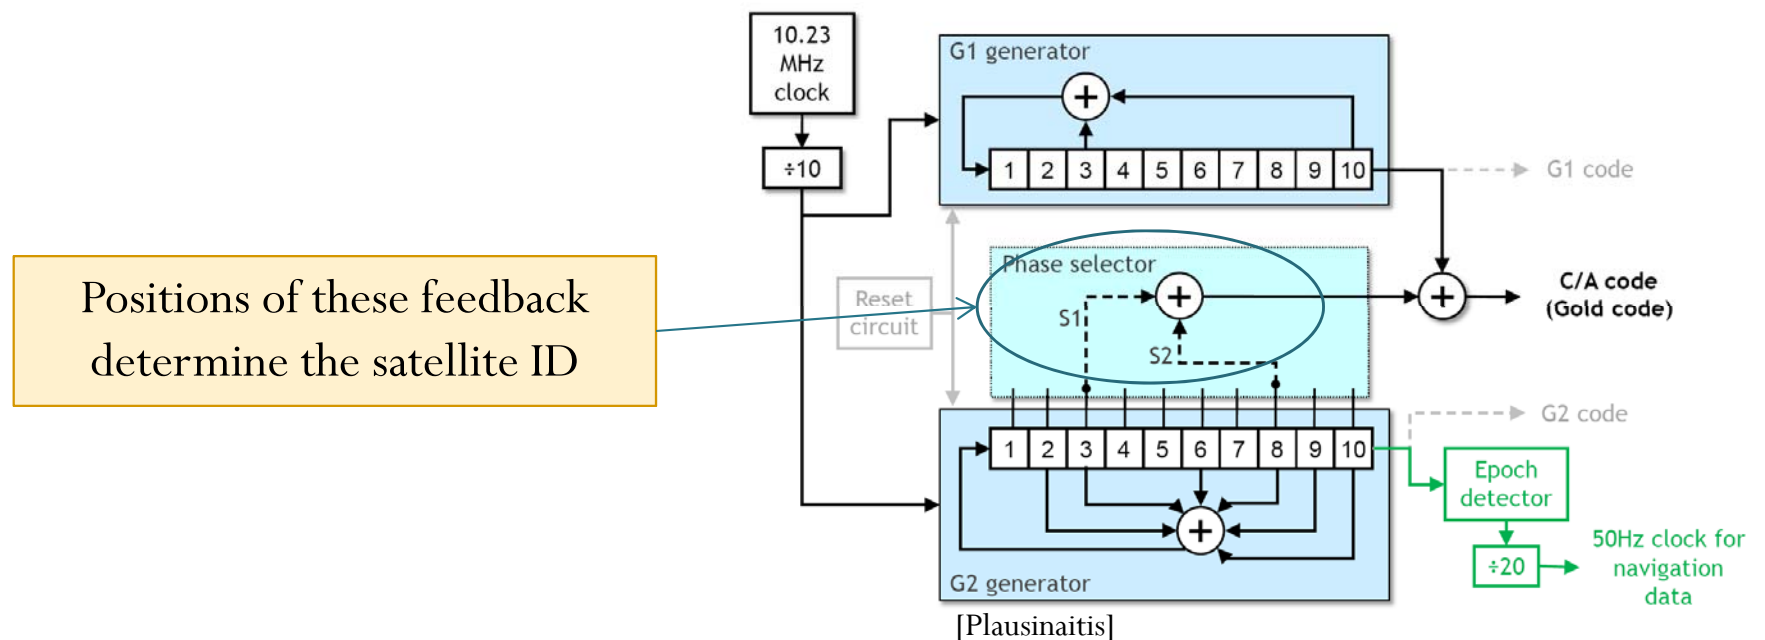 10.23
MHz
clock
÷10
G1 generator
+
1 2 3 4 5 6 7 8 9 10
G1 code
Positions of these feedback
determine the satellite ID
Reset
circuit
Phase selector
+
S1
S2
+
C/A code
(Gold code)
1 2 3 4 5 6 7 8 9 10
+
G2 generator
G2 code
Epoch
detector
÷20
50Hz clock for
navigation
data
[Plausinaitis]